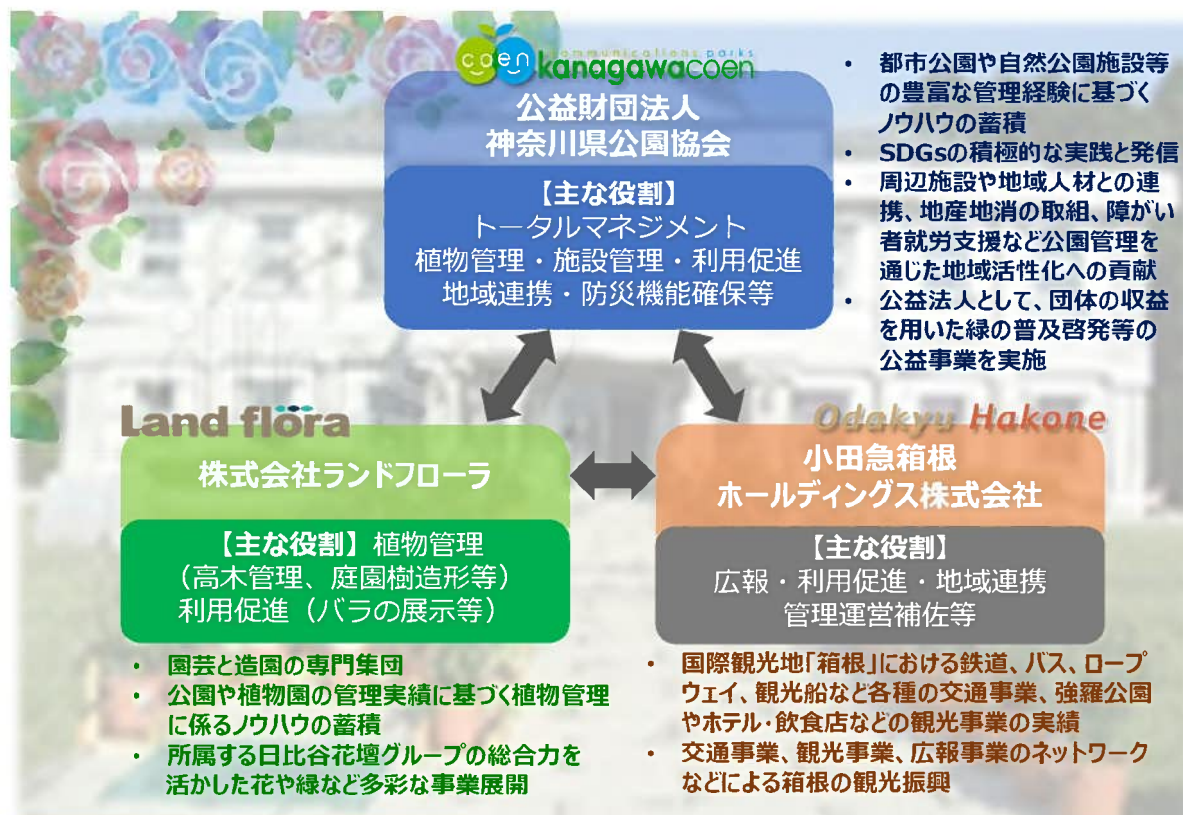 communications parks
coen kanagawacoen
公益財団法人
神奈川県公園協会
【主な役割】
トータルマネジメント
植物管理・施設管理・利用促進
地域連携・防災機能確保等
・ 都市公園や自然公園施設等
の豊富な管理経験に基づく
ノウハウの蓄積
・ SDGsの積極的な実践と発信
・ 周辺施設や地域人材との連
携、地産地消の取組、障がい
者就労支援など公園管理を
通じた地域活性化への貢献
・ 公益法人として、団体の収益
を用いた緑の普及啓発等の
公益事業を実施
Land flora
株式会社ランドフローラ
【主な役割】植物管理
（高木管理、庭園樹造形等）
利用促進（バラの展示等）
・ 園芸と造園の専門集団
・ 公園や植物園の管理実績に基づく植物管理
に係るノウハウの蓄積
・ 所属する日比谷花壇グループの総合力を
活かした花や緑など多彩な事業展開
Odakyu Hakone
小田急箱根
ホールディングス株式会社
【主な役割】
広報・利用促進・地域連携
管理運営補佐等
・ 国際観光地「箱根」における鉄道、バス、ロープ
ウェイ、観光船など各種の交通事業、強羅公園
やホテル・飲食店などの観光事業の実績
・ 交通事業、観光事業、広報事業のネットワーク
などによる箱根の観光振興